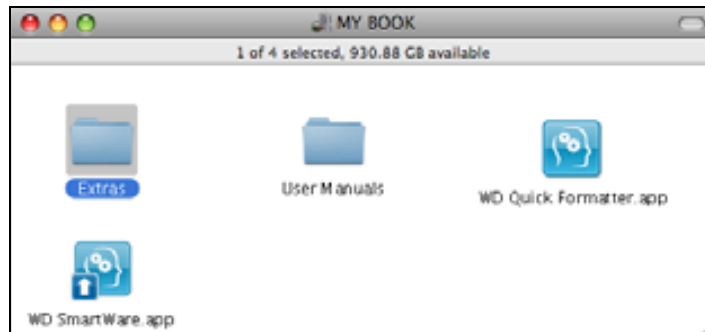 MY BOOK
1 of 4 selected, 930.88 GB available
Extras
User Manuals
WD Quick Formatter.app
WD SmartWare.app